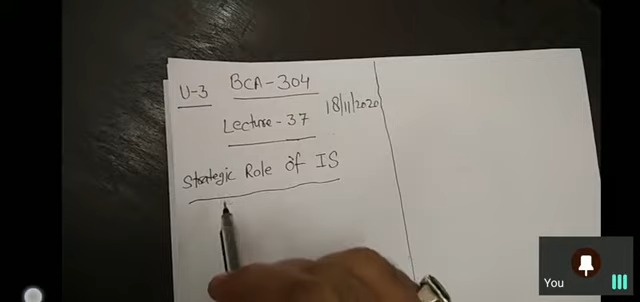 U-3 BCA-304
Lecture-37 18/11/2020
Strategic Role of IS
You